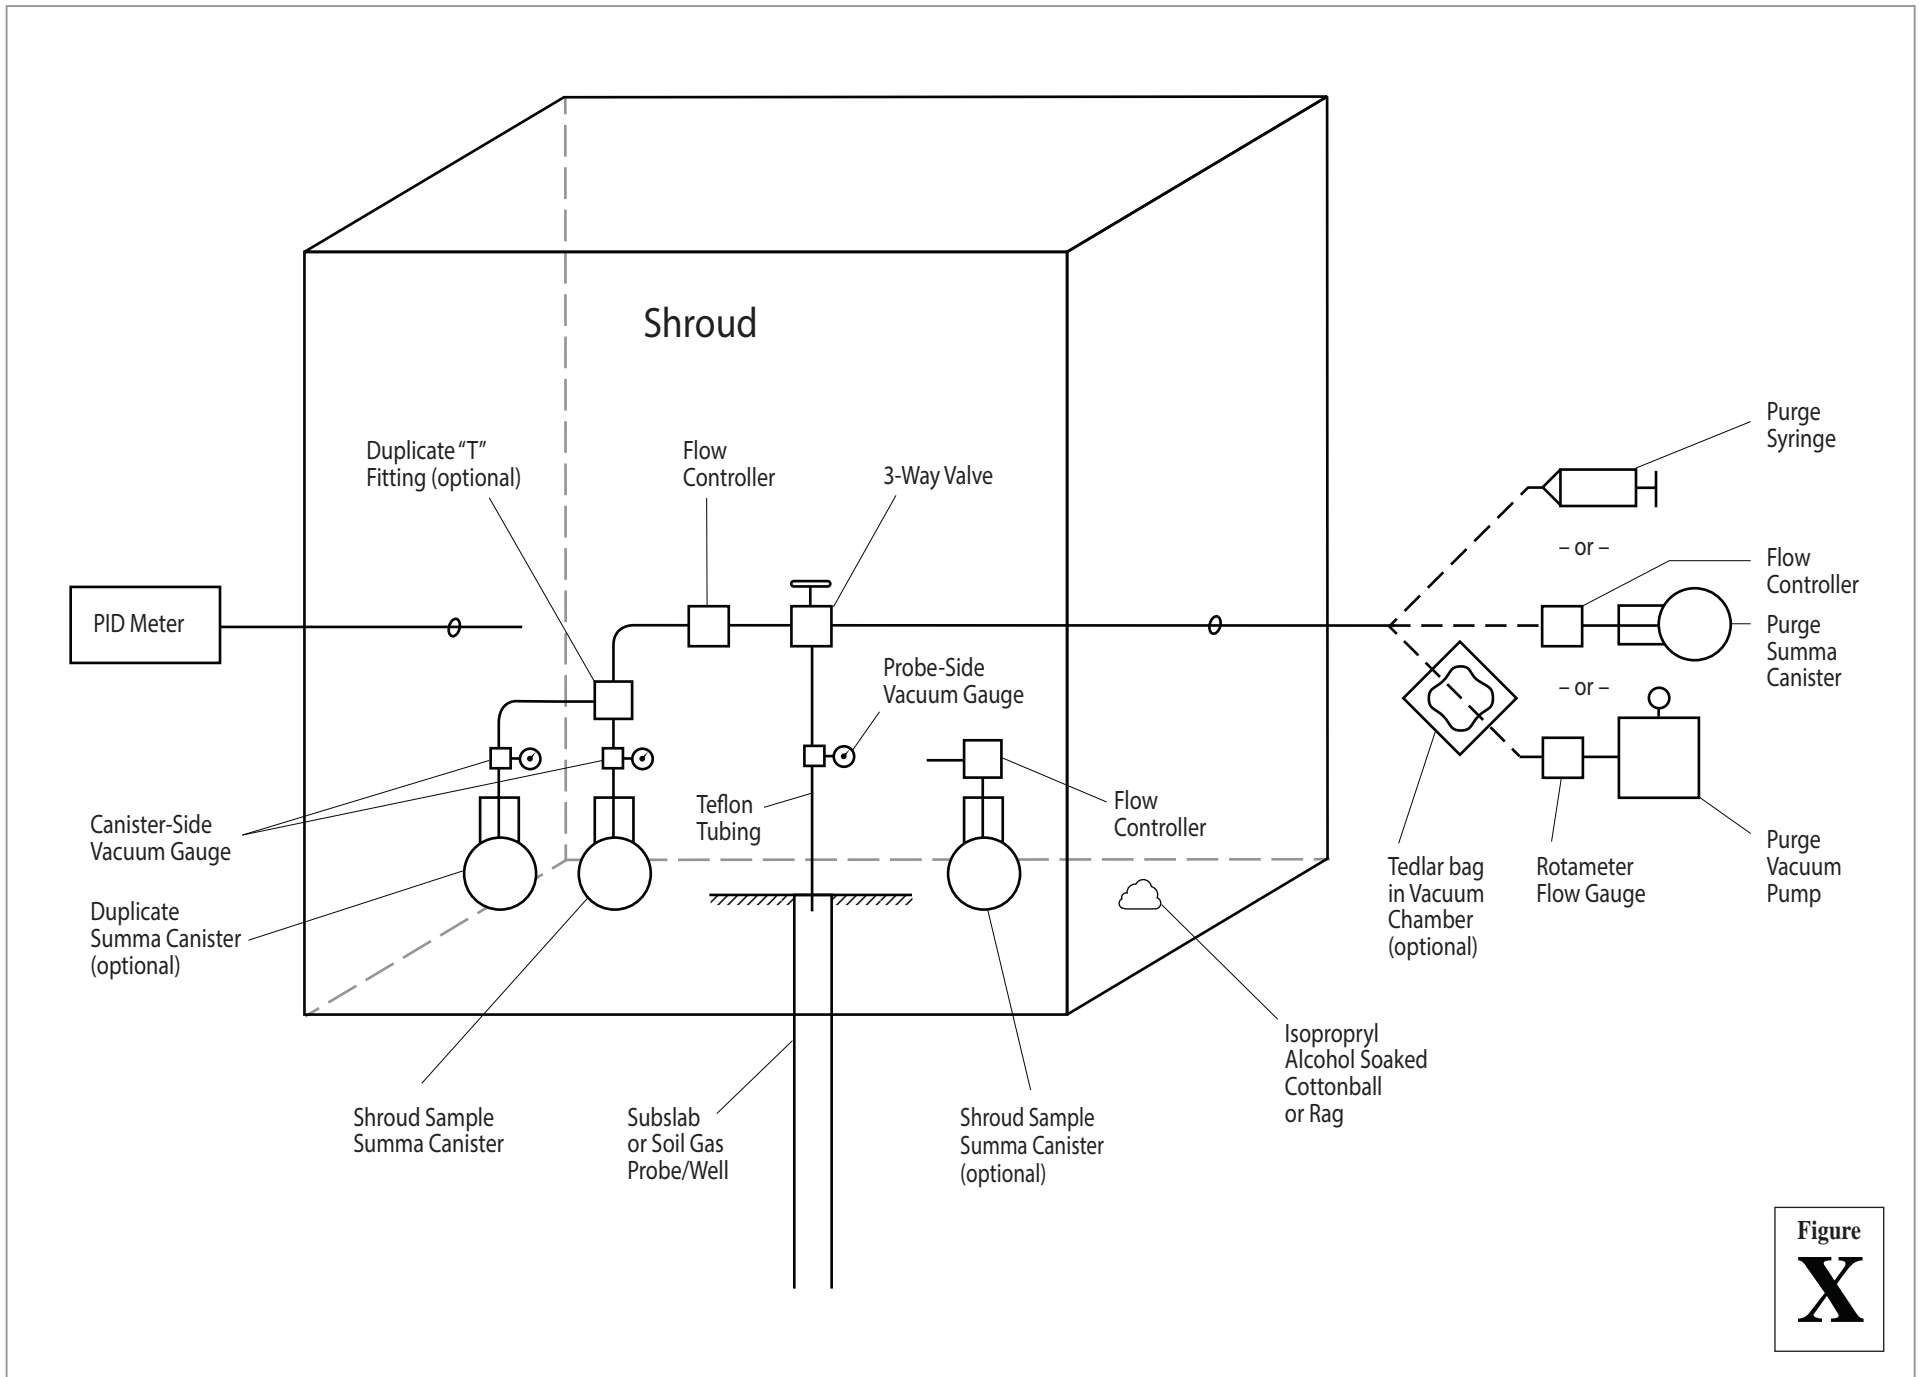 Shroud
Duplicate “T”
Fitting (optional)
Flow
Controller
3-Way Valve
Purge
Syringe
– or –
Flow
Controller
PID Meter
Purge
Summa
Canister
Probe-Side
Vacuum Gauge
– or –
Teflon
Tubing
Flow
Controller
Canister-Side
Vacuum Gauge
Purge
Vacuum
Pump
Tedlar bag
in Vacuum
Chamber
(optional)
Rotameter
Flow Gauge
Duplicate
Summa Canister
(optional)
Isopropryl
Alcohol Soaked
Cottonball
or Rag
Shroud Sample
Summa Canister
Subslab
or Soil Gas
Probe/Well
Shroud Sample
Summa Canister
(optional)
Figure
X